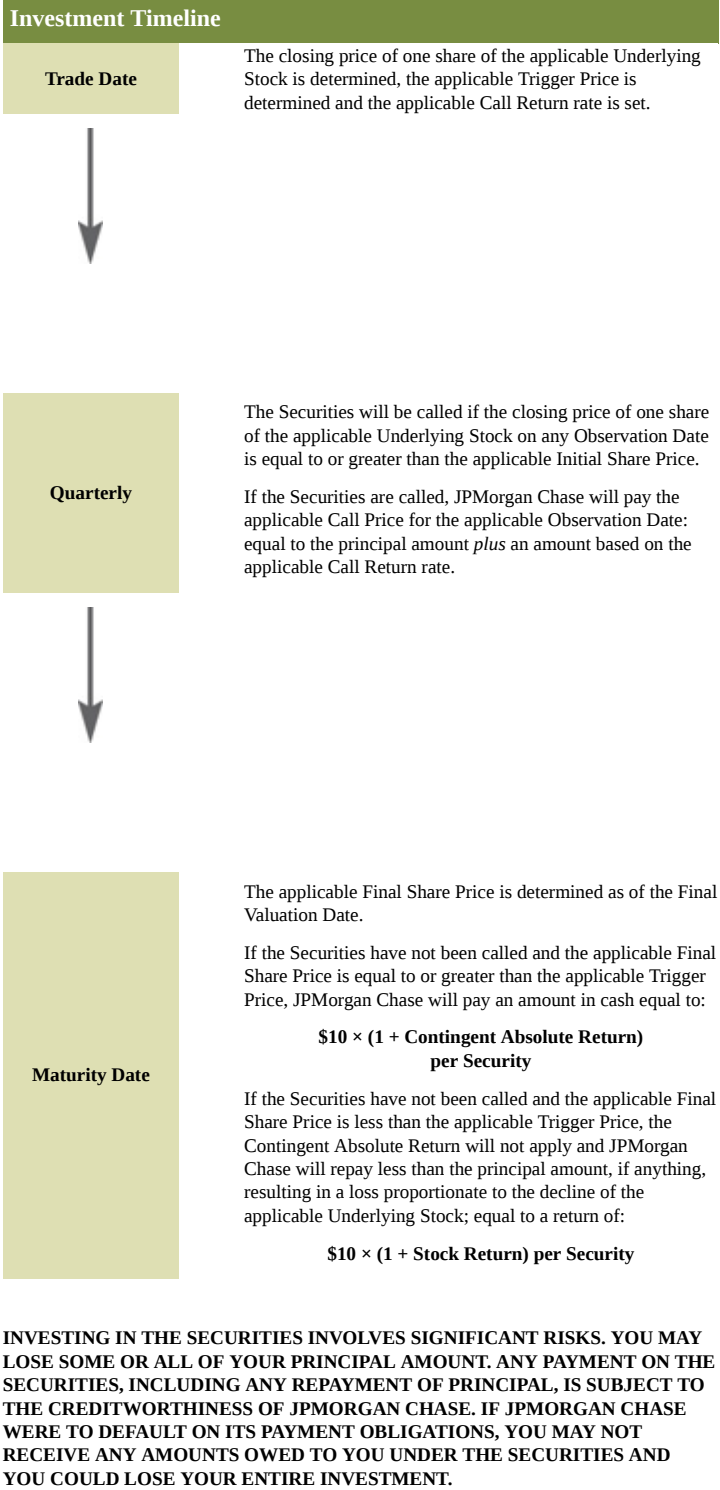 Investment Timeline
Trade Date
The closing price of one share of the applicable Underlying
Stock is determined, the applicable Trigger Price is
determined and the applicable Call Return rate is set.
Quarterly
The Securities will be called if the closing price of one share
of the applicable Underlying Stock on any Observation Date
is equal to or greater than the applicable Initial Share Price.
If the Securities are called, JPMorgan Chase will pay the
applicable Call Price for the applicable Observation Date:
equal to the principal amount plus an amount based on the
applicable Call Return rate.
Maturity Date
The applicable Final Share Price is determined as of the Final
Valuation Date.
If the Securities have not been called and the applicable Final
Share Price is equal to or greater than the applicable Trigger
Price, JPMorgan Chase will pay an amount in cash equal to:
$10 × (1 + Contingent Absolute Return)
per Security
If the Securities have not been called and the applicable Final
Share Price is less than the applicable Trigger Price, the
Contingent Absolute Return will not apply and JPMorgan
Chase will repay less than the principal amount, if anything,
resulting in a loss proportionate to the decline of the
applicable Underlying Stock; equal to a return of:
$10 × (1 + Stock Return) per Security
INVESTING IN THE SECURITIES INVOLVES SIGNIFICANT RISKS. YOU MAY
LOSE SOME OR ALL OF YOUR PRINCIPAL AMOUNT. ANY PAYMENT ON THE
SECURITIES, INCLUDING ANY REPAYMENT OF PRINCIPAL, IS SUBJECT TO
THE CREDITWORTHINESS OF JPMORGAN CHASE. IF JPMORGAN CHASE
WERE TO DEFAULT ON ITS PAYMENT OBLIGATIONS, YOU MAY NOT
RECEIVE ANY AMOUNTS OWED TO YOU UNDER THE SECURITIES AND
YOU COULD LOSE YOUR ENTIRE INVESTMENT.